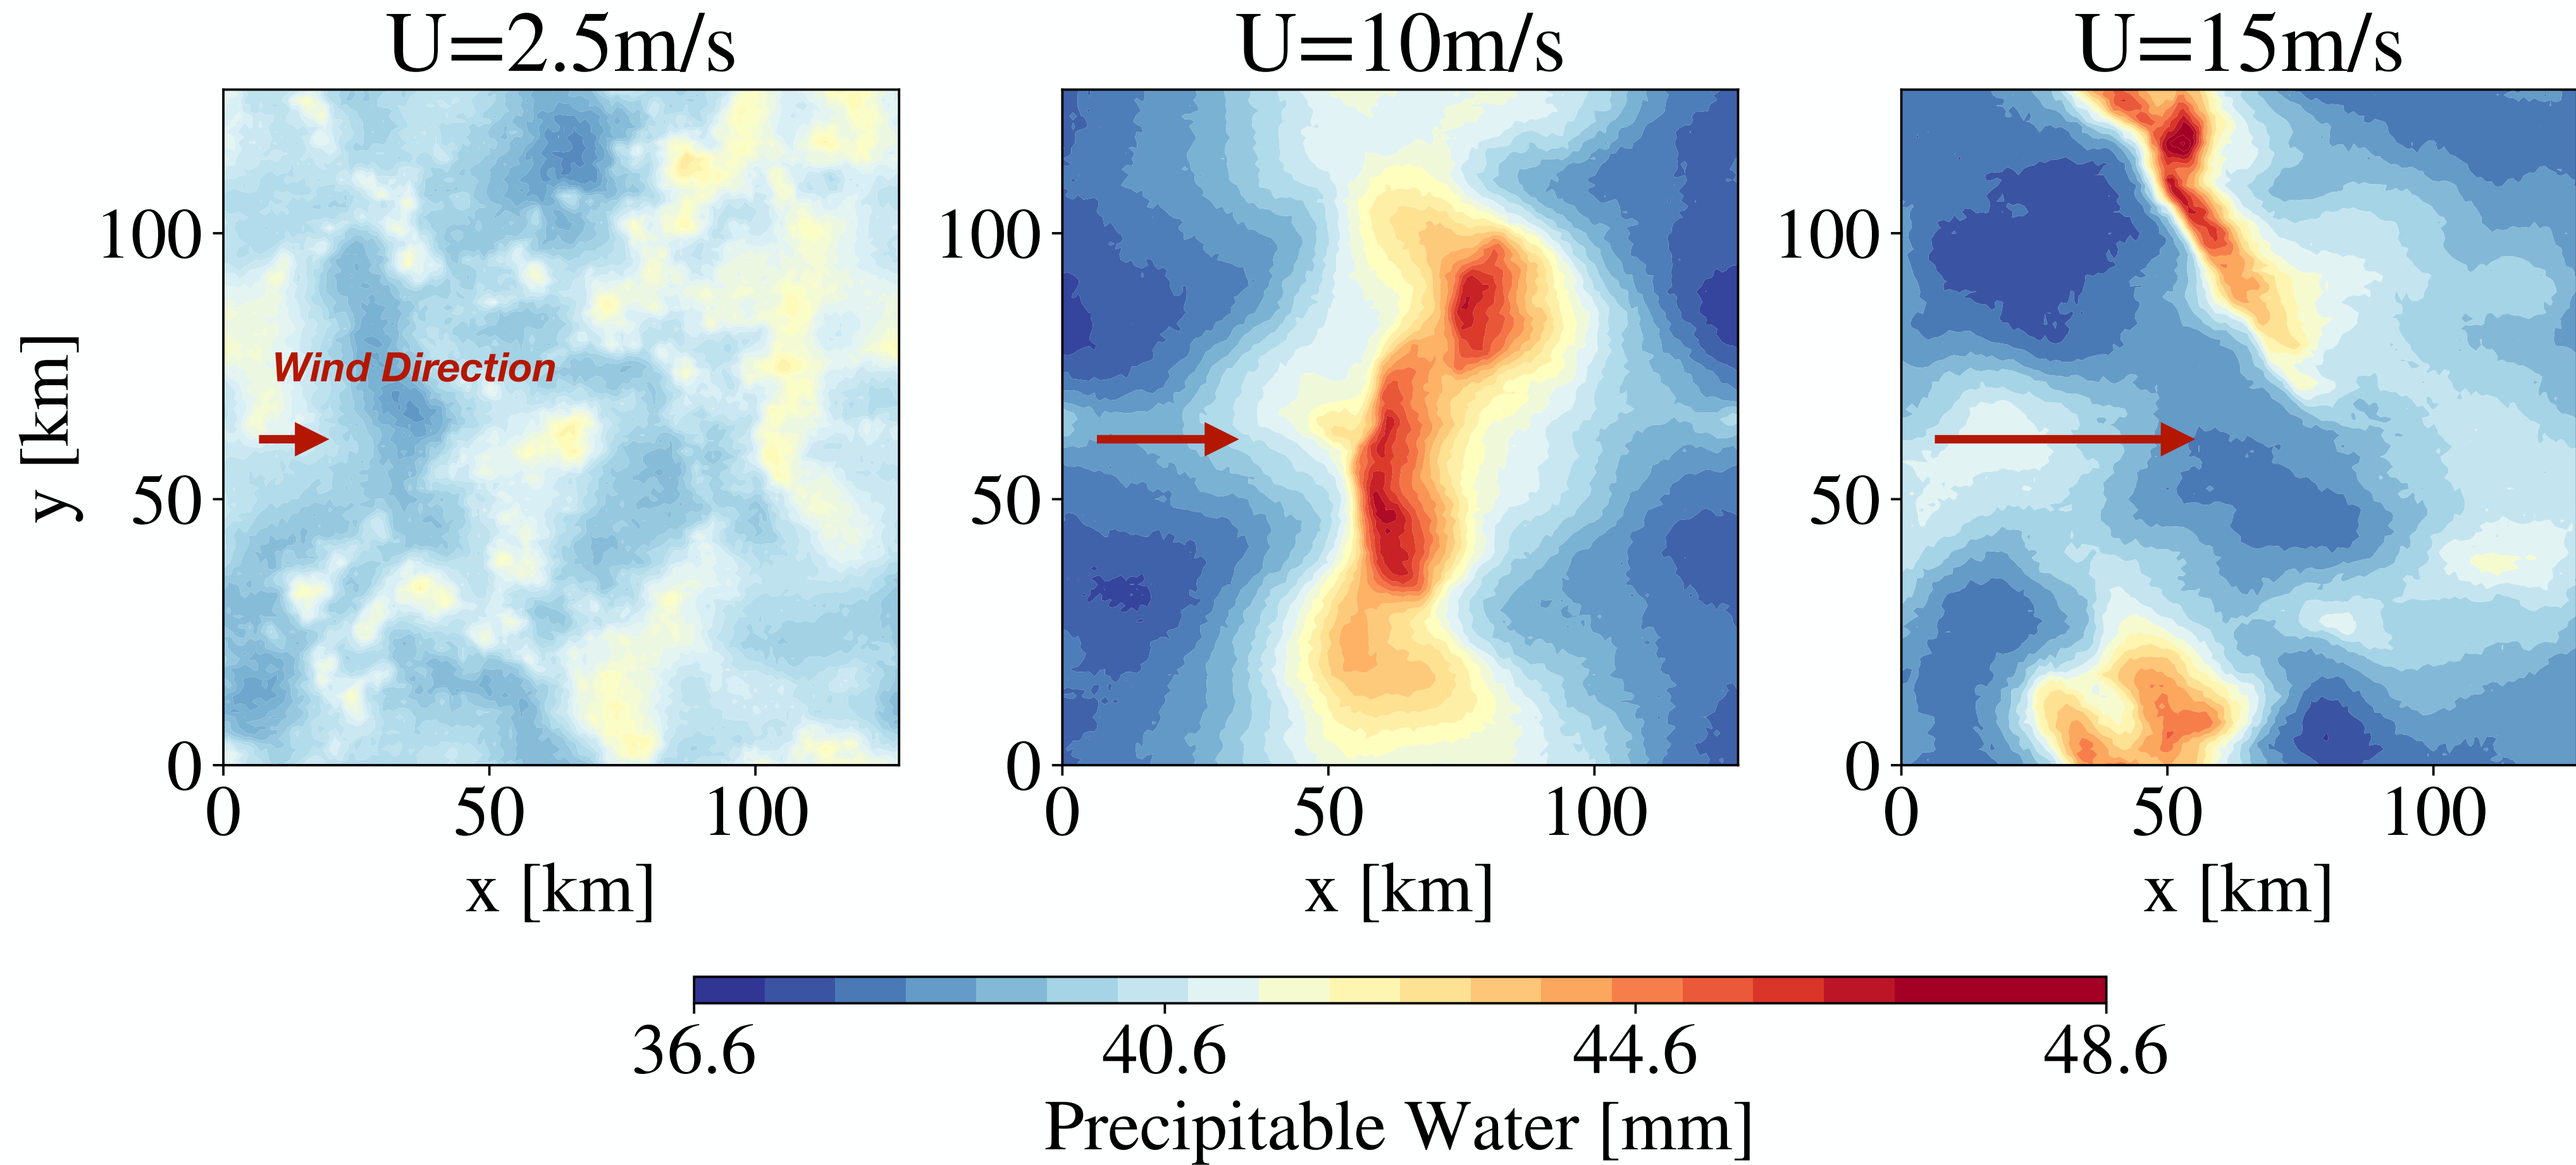 U=2.5m/s
U=10m/s
U=15m/s
y [km]
100
50
0
Wind Direction
0 50 100
x [km]
100
50
0
0 50 100
x [km]
100
50
0
0 50 100
x [km]
36.6 40.6 44.6 48.6
Precipitable Water [mm]